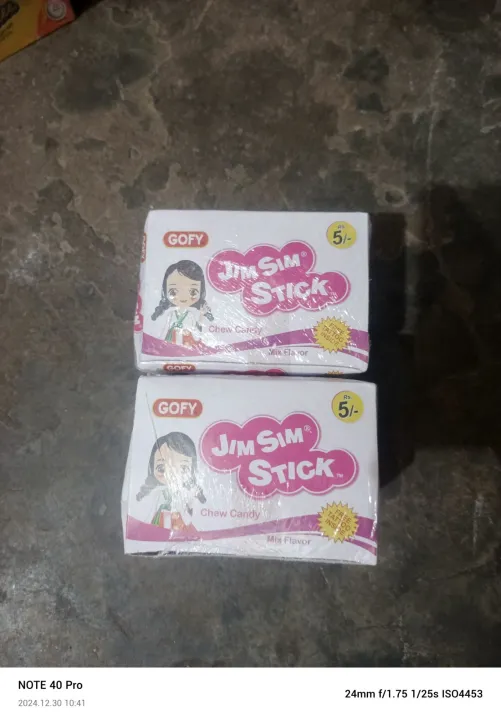 GOFY
Rs
5/-
JIM SIM®
STICK
Chew Candy
Mix Flavor
GOFY
GOFY
Rs
5/-
JIM SIM®
STICK™
Chew Candy
Mix Flavor
NOTE 40 Pro
2024.12.30 10:41
24mm f/1.75 1/25s ISO4453